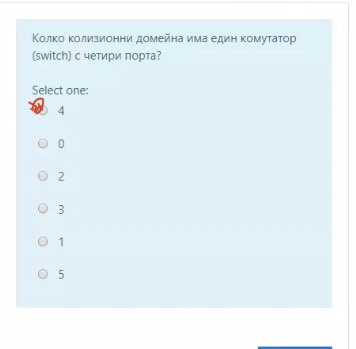 Колко колизионни домейна има един комутатор
(switch) с четири порта?
Select one:
4
0
2
3
1
5